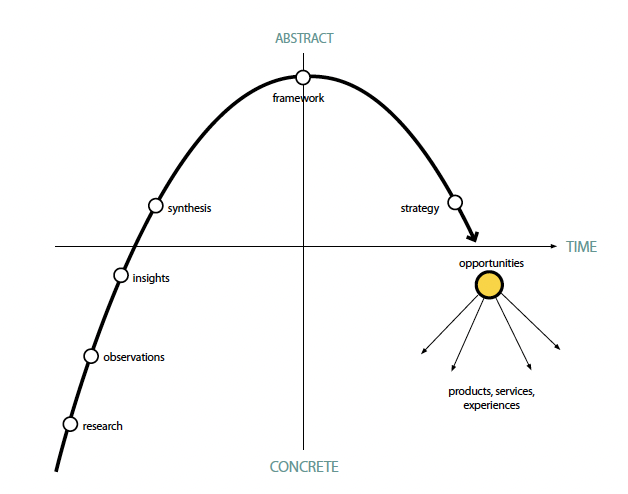 ABSTRACT
framework
synthesis
strategy
TIME
opportunities
insights
observations
products, services,
experiences
research
CONCRETE